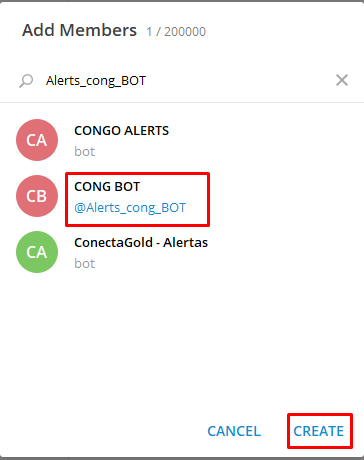 Add Members 1 / 200000
Alerts_cong_BOT
CA
CONGO ALERTS
bot
CB
CONG BOT
@Alerts_cong_BOT
CA
ConectaGold - Alertas
bot
CANCEL CREATE